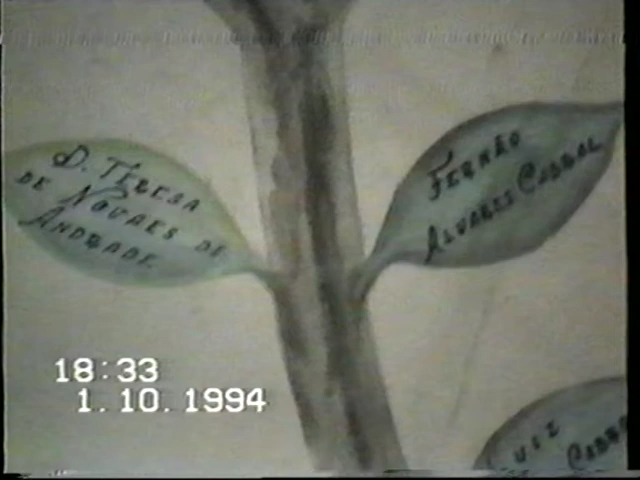 D. TERESA
DE NOVAES DE
ANDRADE
FERNÃO
ALVARES CABRAL
18:33
1.10.1994